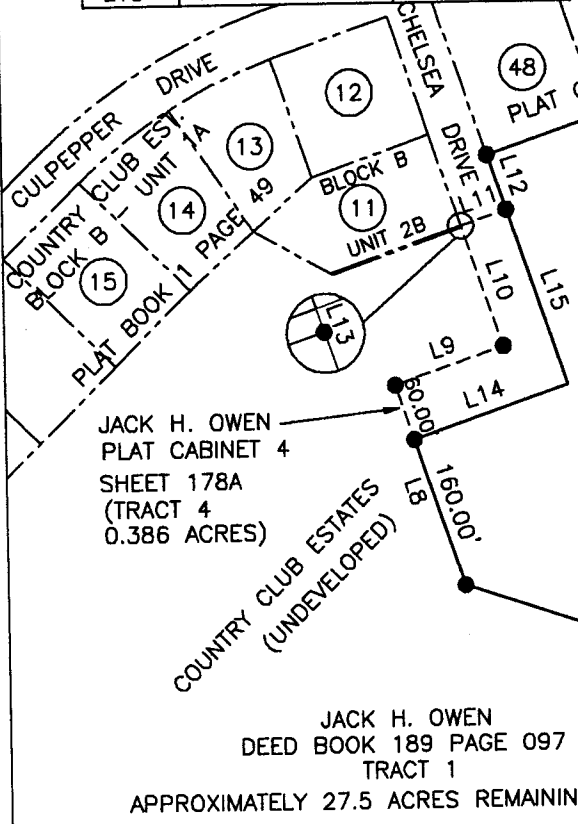 CULPEPPER DRIVE
CHELSEA DRIVE
48
PLAT
12
13
14
15
COUNTRY CLUB EST
BLOCK B - UNIT 1A
PLAT BOOK 1 PAGE 49
BLOCK B
11
UNIT 2B
L12
11
L10
L15
L13
L9
L14
60.00'
L8
160.00'
JACK H. OWEN
PLAT CABINET 4
SHEET 178A
(TRACT 4
0.386 ACRES)
COUNTRY CLUB ESTATES
(UNDEVELOPED)
JACK H. OWEN
DEED BOOK 189 PAGE 097
TRACT 1
APPROXIMATELY 27.5 ACRES REMAININ